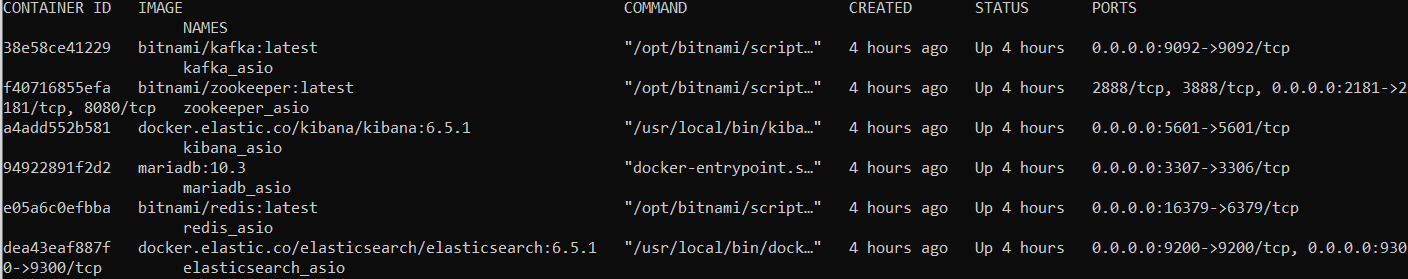 CONTAINER ID   IMAGE                                                 COMMAND                  CREATED       STATUS       PORTS
                    NAMES
38e58ce41229   bitnami/kafka:latest                                  "/opt/bitnami/script…"   4 hours ago   Up 4 hours   0.0.0.0:9092->9092/tcp
                    kafka_asio
f40716855efa   bitnami/zookeeper:latest                              "/opt/bitnami/script…"   4 hours ago   Up 4 hours   2888/tcp, 3888/tcp, 0.0.0.0:2181->2
181/tcp, 8080/tcp   zookeeper_asio
a4add552b581   docker.elastic.co/kibana/kibana:6.5.1                 "/usr/local/bin/kiba…"   4 hours ago   Up 4 hours   0.0.0.0:5601->5601/tcp
                    kibana_asio
94922891f2d2   mariadb:10.3                                          "docker-entrypoint.s…"   4 hours ago   Up 4 hours   0.0.0.0:3307->3306/tcp
                    mariadb_asio
e05a6c0efbba   bitnami/redis:latest                                  "/opt/bitnami/script…"   4 hours ago   Up 4 hours   0.0.0.0:16379->6379/tcp
                    redis_asio
dea43eaf887f   docker.elastic.co/elasticsearch/elasticsearch:6.5.1   "/usr/local/bin/dock…"   4 hours ago   Up 4 hours   0.0.0.0:9200->9200/tcp, 0.0.0.0:930
0->9300/tcp         elasticsearch_asio